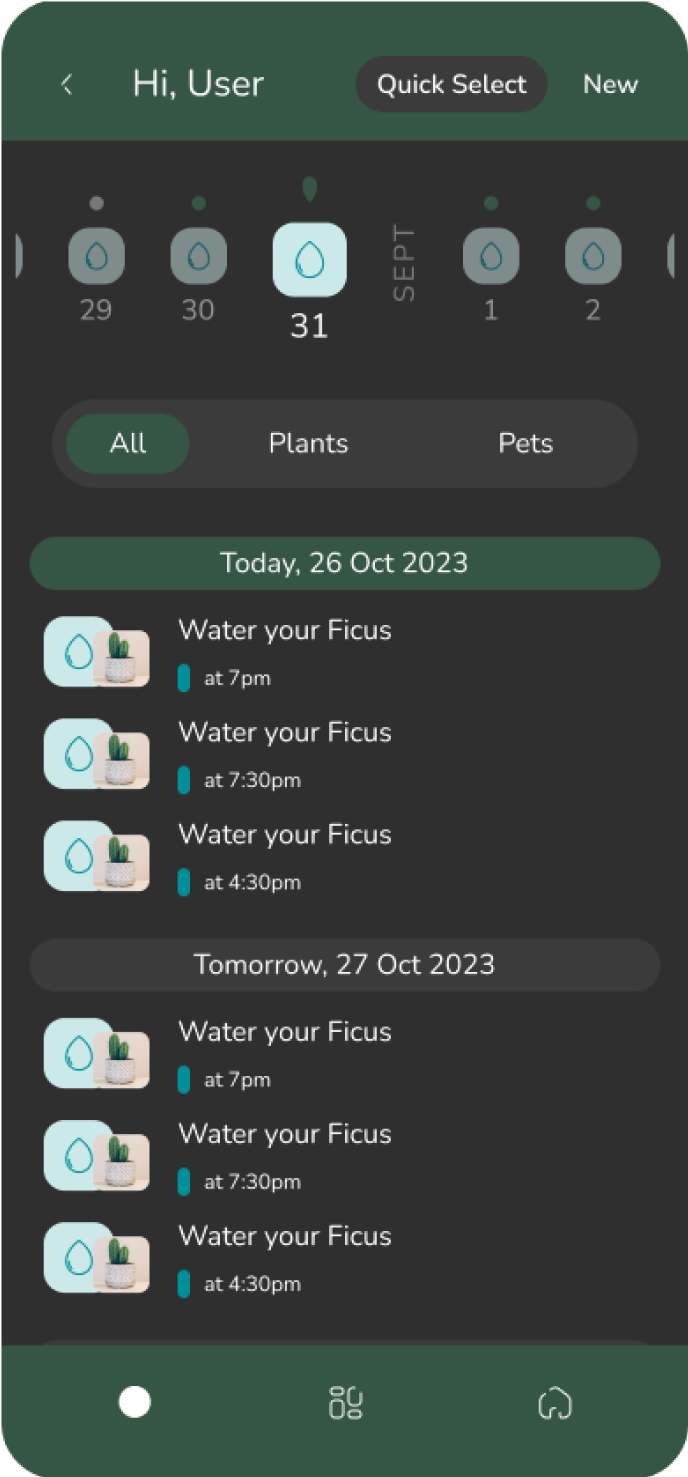 Hi, User
Quick Select
New
29
30
31
SEPT
1
2
All
Plants
Pets
Today, 26 Oct 2023
Water your Ficus
at 7pm
Water your Ficus
at 7:30pm
Water your Ficus
at 4:30pm
Tomorrow, 27 Oct 2023
Water your Ficus
at 7pm
Water your Ficus
at 7:30pm
Water your Ficus
at 4:30pm